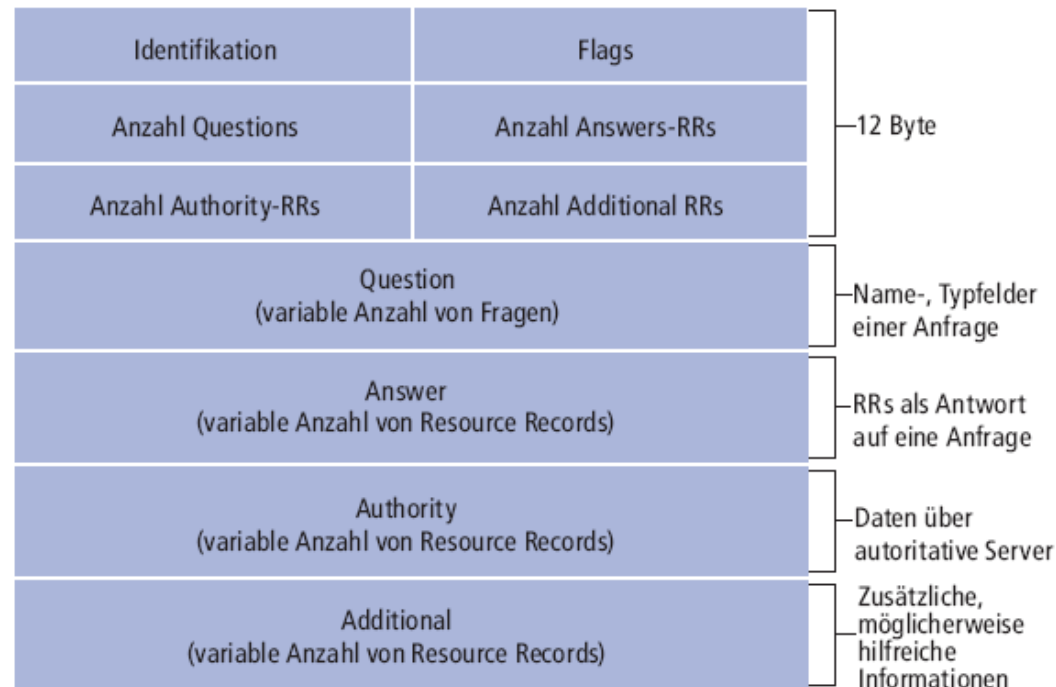 Identifikation
Flags
Anzahl Questions
Anzahl Answers-RRs
12 Byte
Anzahl Authority-RRs
Anzahl Additional RRs
Question
(variable Anzahl von Fragen)
Name-, Typfelder
einer Anfrage
Answer
(variable Anzahl von Resource Records)
RRs als Antwort
auf eine Anfrage
Authority
(variable Anzahl von Resource Records)
Daten über
autoritative Server
Additional
(variable Anzahl von Resource Records)
Zusätzliche,
möglicherweise
hilfreiche
Informationen